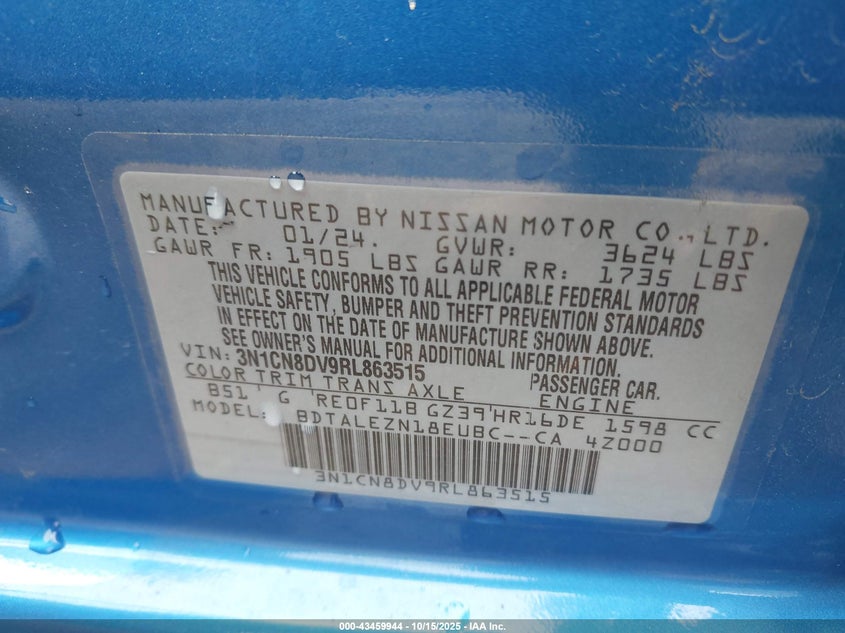 MANUFACTURED BY NISSAN MOTOR CO., LTD.
DATE: 01/24. GVWR: 3624 LBS
GAWR FR: 1905 LBS GAWR RR: 1735 LBS
THIS VEHICLE CONFORMS TO ALL APPLICABLE FEDERAL MOTOR
VEHICLE SAFETY, BUMPER AND THEFT PREVENTION STANDARDS
IN EFFECT ON THE DATE OF MANUFACTURE SHOWN ABOVE.
SEE OWNER'S MANUAL FOR ADDITIONAL INFORMATION.
VIN: 3N1CN8DV9RL863515 PASSENGER CAR.
COLOR TRIM TRANS AXLE ENGINE
B51 ' G 'RE0F11B GZ39'HR16DE 1598 CC
MODEL: BDTALEZN18EUBC--CA 4Z000
3N1CN8DV9RL863515
000-43459944 - 10/15/2025 - IAA Inc.